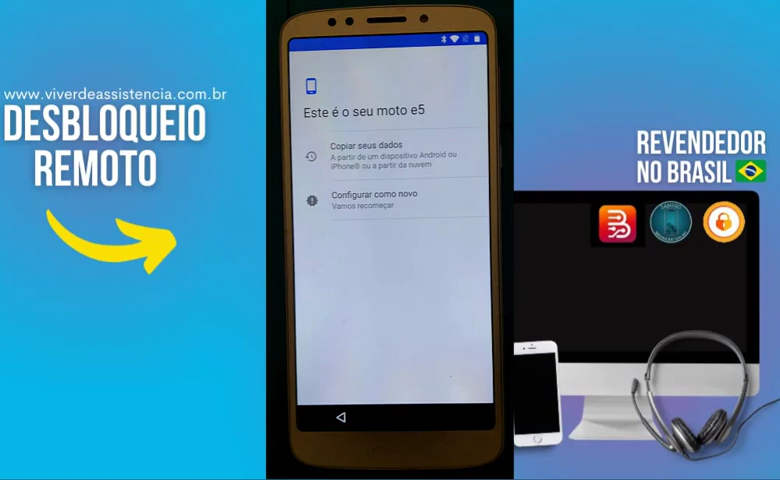 www.viverdeassistencia.com.br
DESBLOQUEIO
REMOTO
Este é o seu moto e5
Copiar seus dados
A partir de um dispositivo Android ou
iPhone® ou a partir da nuvem
Configurar como novo
Vamos recomeçar
REVENDEDOR
NO BRASIL